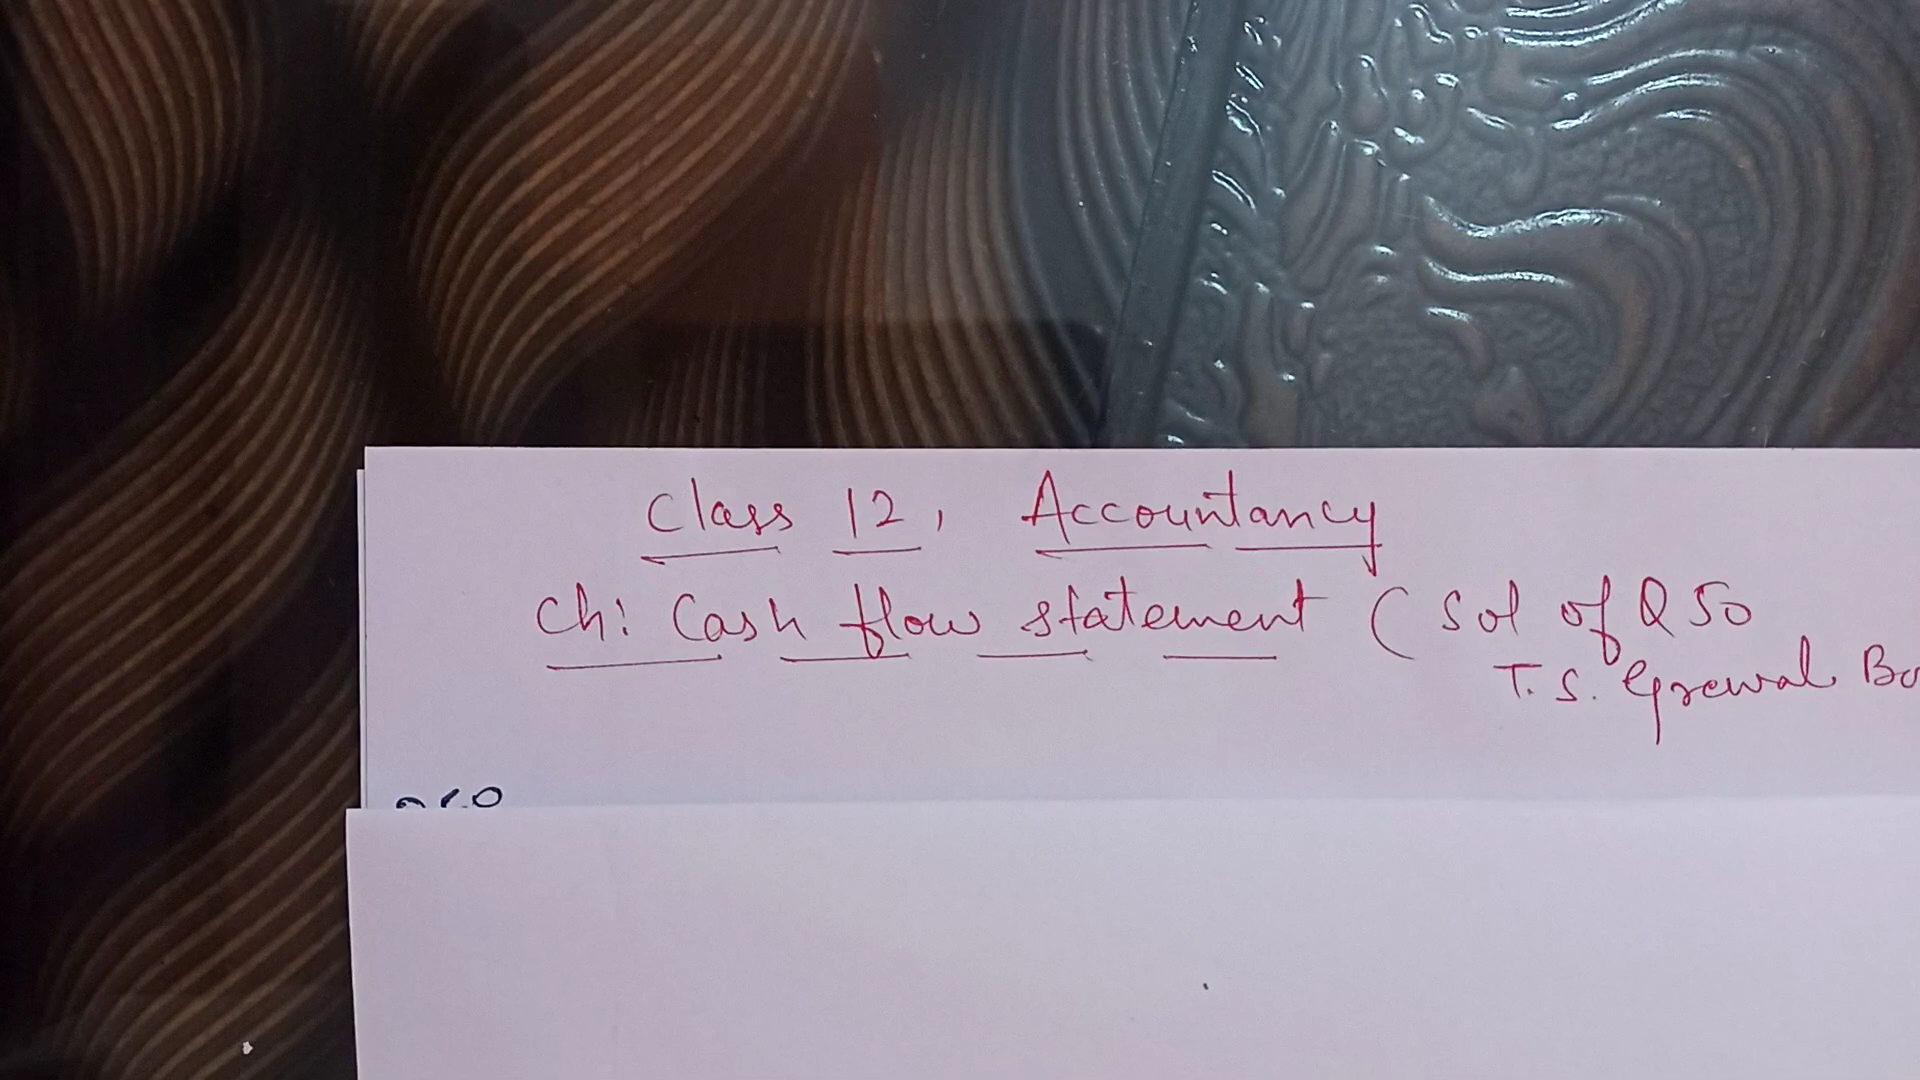 Class 12, Accountancy
Ch: Cash flow statement ( Sol of Q 50
T.S. Grewal